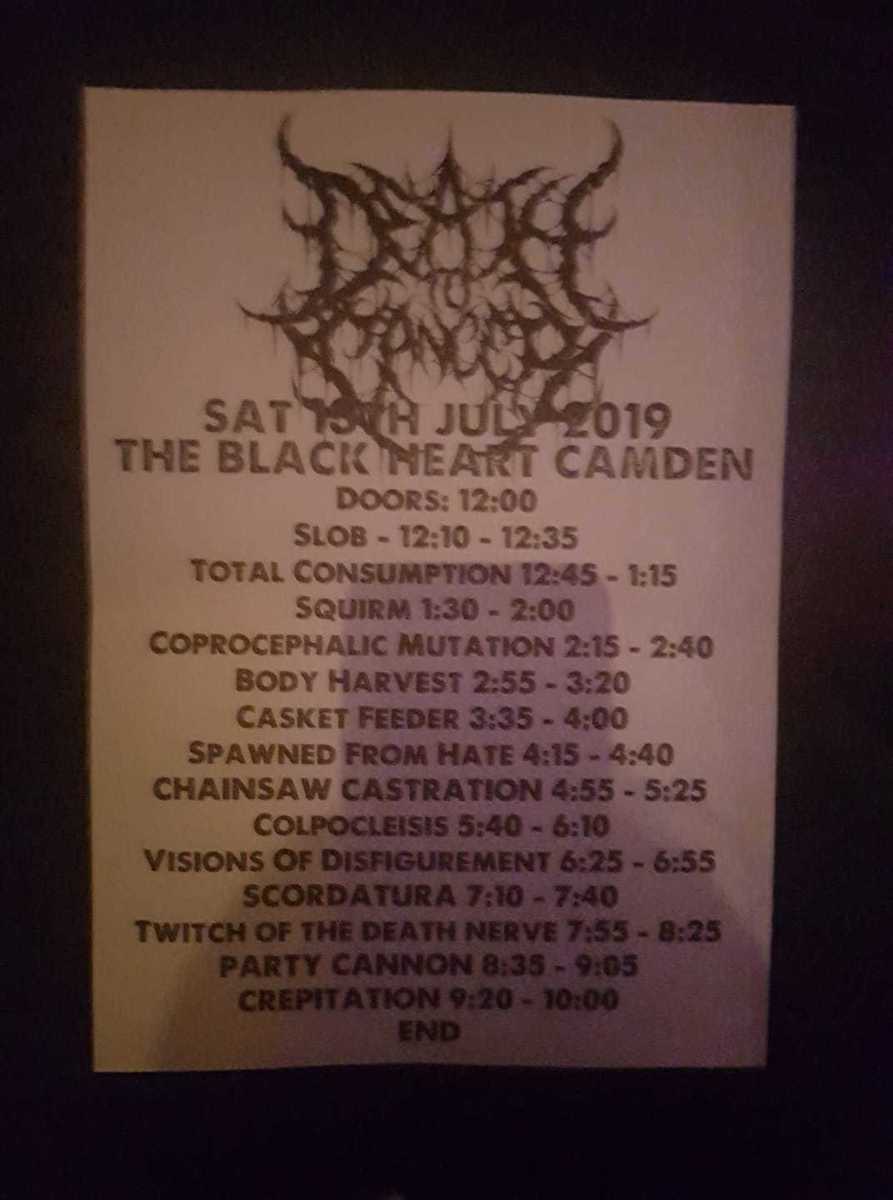 DEATH
TO
SAT 13TH JULY 2019
THE BLACK HEART CAMDEN
DOORS: 12:00
SLOB - 12:10 - 12:35
TOTAL CONSUMPTION 12:45 - 1:15
SQUIRM 1:30 - 2:00
COPROCEPHALIC MUTATION 2:15 - 2:40
BODY HARVEST 2:55 - 3:20
CASKET FEEDER 3:35 - 4:00
SPAWNED FROM HATE 4:15 - 4:40
CHAINSAW CASTRATION 4:55 - 5:25
COLPOCLEISIS 5:40 - 6:10
VISIONS OF DISFIGUREMENT 6:25 - 6:55
SCORDATURA 7:10 - 7:40
TWITCH OF THE DEATH NERVE 7:55 - 8:25
PARTY CANNON 8:35 - 9:05
CREPITATION 9:20 - 10:00
END